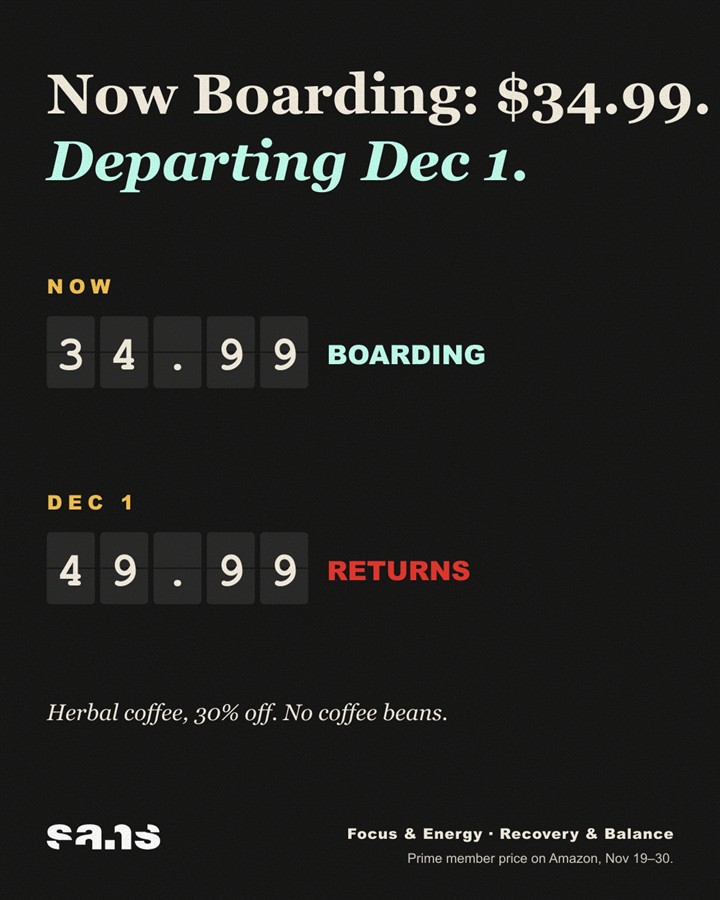 Now Boarding: $34.99.
Departing Dec 1.
NOW
34.99 BOARDING
DEC 1
49.99 RETURNS
Herbal coffee, 30% off. No coffee beans.
sans
Focus & Energy · Recovery & Balance
Prime member price on Amazon, Nov 19–30.